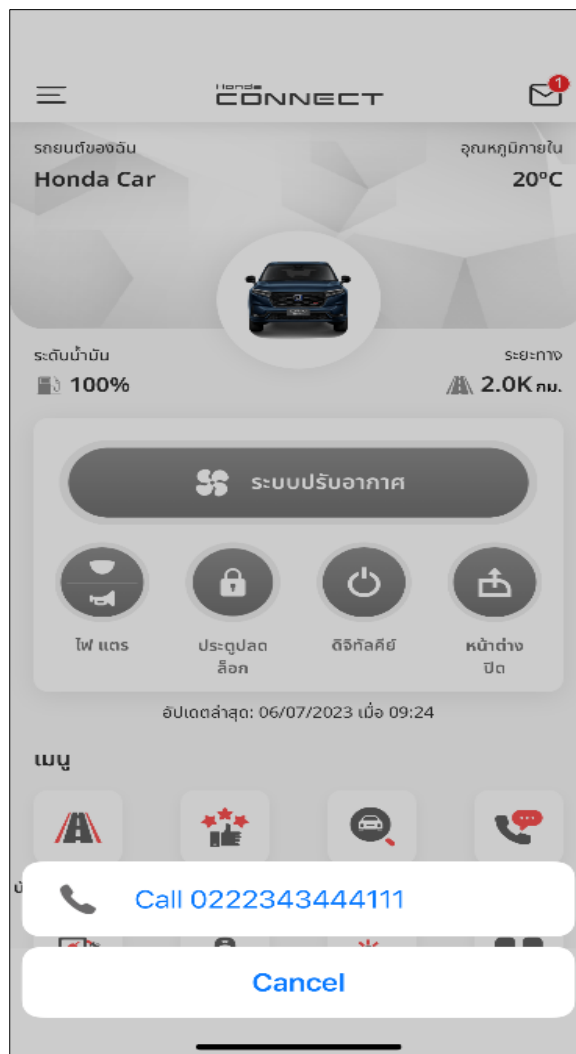 1
Honda
CONNECT
รถยนต์ของฉัน
อุณหภูมิภายใน
Honda Car
20°C
ระดับน้ำมัน
ระยะทาง
100%
2.0K กม.
ระบบปรับอากาศ
ไฟ แตร
ประตูปลด
ล็อก
ดิจิทัลคีย์
หน้าต่าง
ปิด
อัปเดตล่าสุด: 06/07/2023 เมื่อ 09:24
เมนู
Call 0222343444111
Cancel